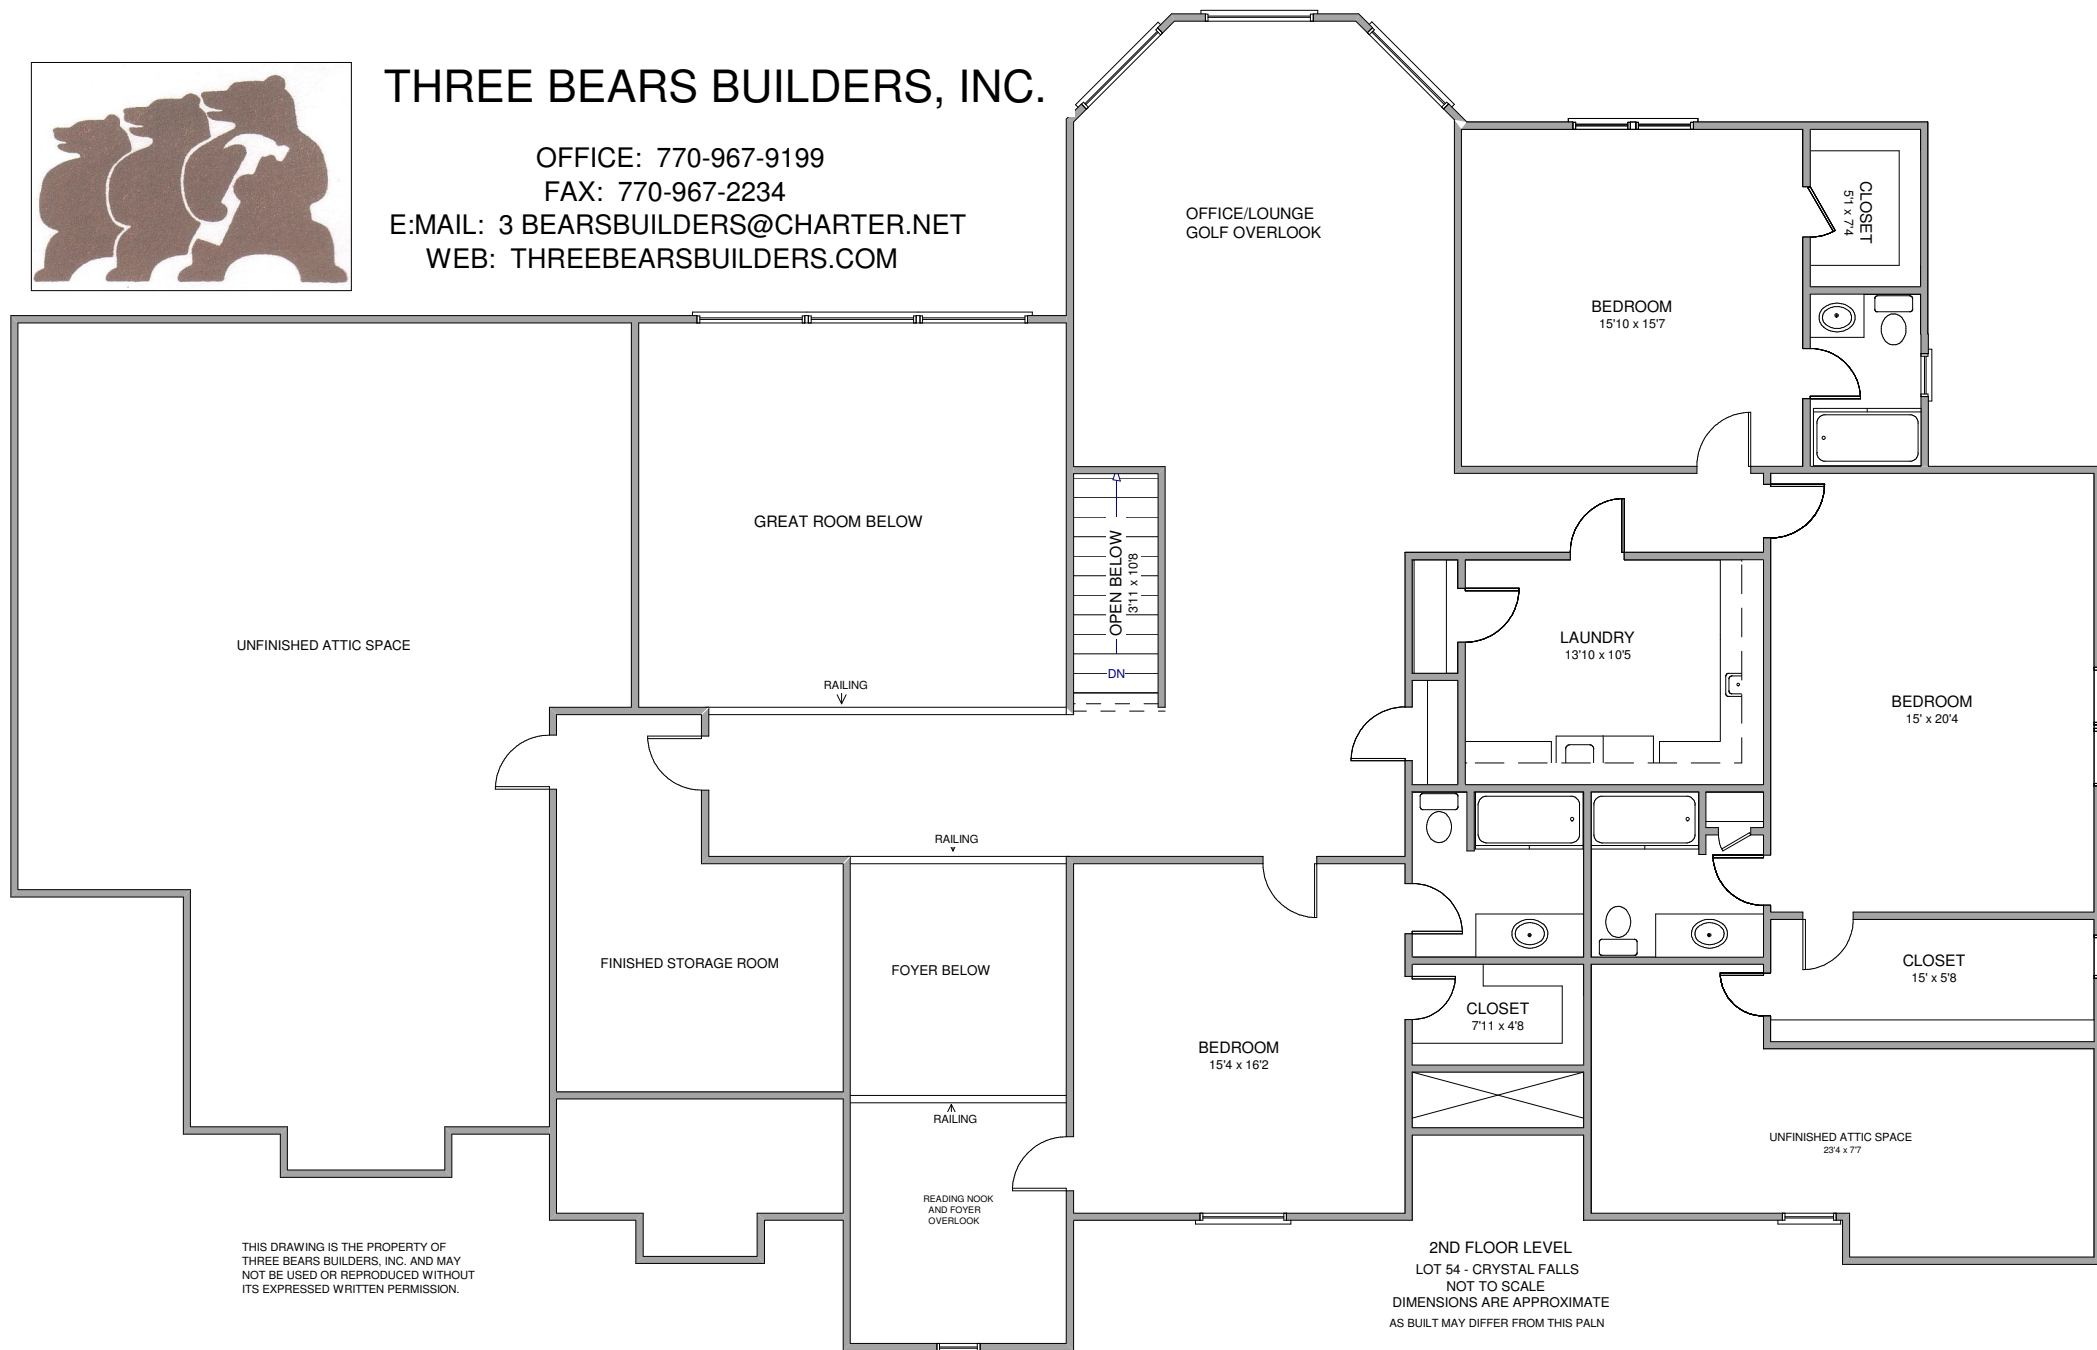 THREE BEARS BUILDERS, INC.
OFFICE: 770-967-9199
FAX: 770-967-2234
E:MAIL: 3 BEARSBUILDERS@CHARTER.NET
WEB: THREEBEARSBUILDERS.COM
OFFICE/LOUNGE
GOLF OVERLOOK
CLOSET
5'1 x 7'4
BEDROOM
15'10 x 15'7
GREAT ROOM BELOW
OPEN BELOW
3'11 x 10'8
DN
UNFINISHED ATTIC SPACE
RAILING
LAUNDRY
13'10 x 10'5
BEDROOM
15' x 20'4
RAILING
FINISHED STORAGE ROOM
FOYER BELOW
CLOSET
15' x 5'8
CLOSET
7'11 x 4'8
BEDROOM
15'4 x 16'2
RAILING
UNFINISHED ATTIC SPACE
23'4 x 7'7
READING NOOK
AND FOYER
OVERLOOK
THIS DRAWING IS THE PROPERTY OF
THREE BEARS BUILDERS, INC. AND MAY
NOT BE USED OR REPRODUCED WITHOUT
ITS EXPRESSED WRITTEN PERMISSION.
2ND FLOOR LEVEL
LOT 54 - CRYSTAL FALLS
NOT TO SCALE
DIMENSIONS ARE APPROXIMATE
AS BUILT MAY DIFFER FROM THIS PALN